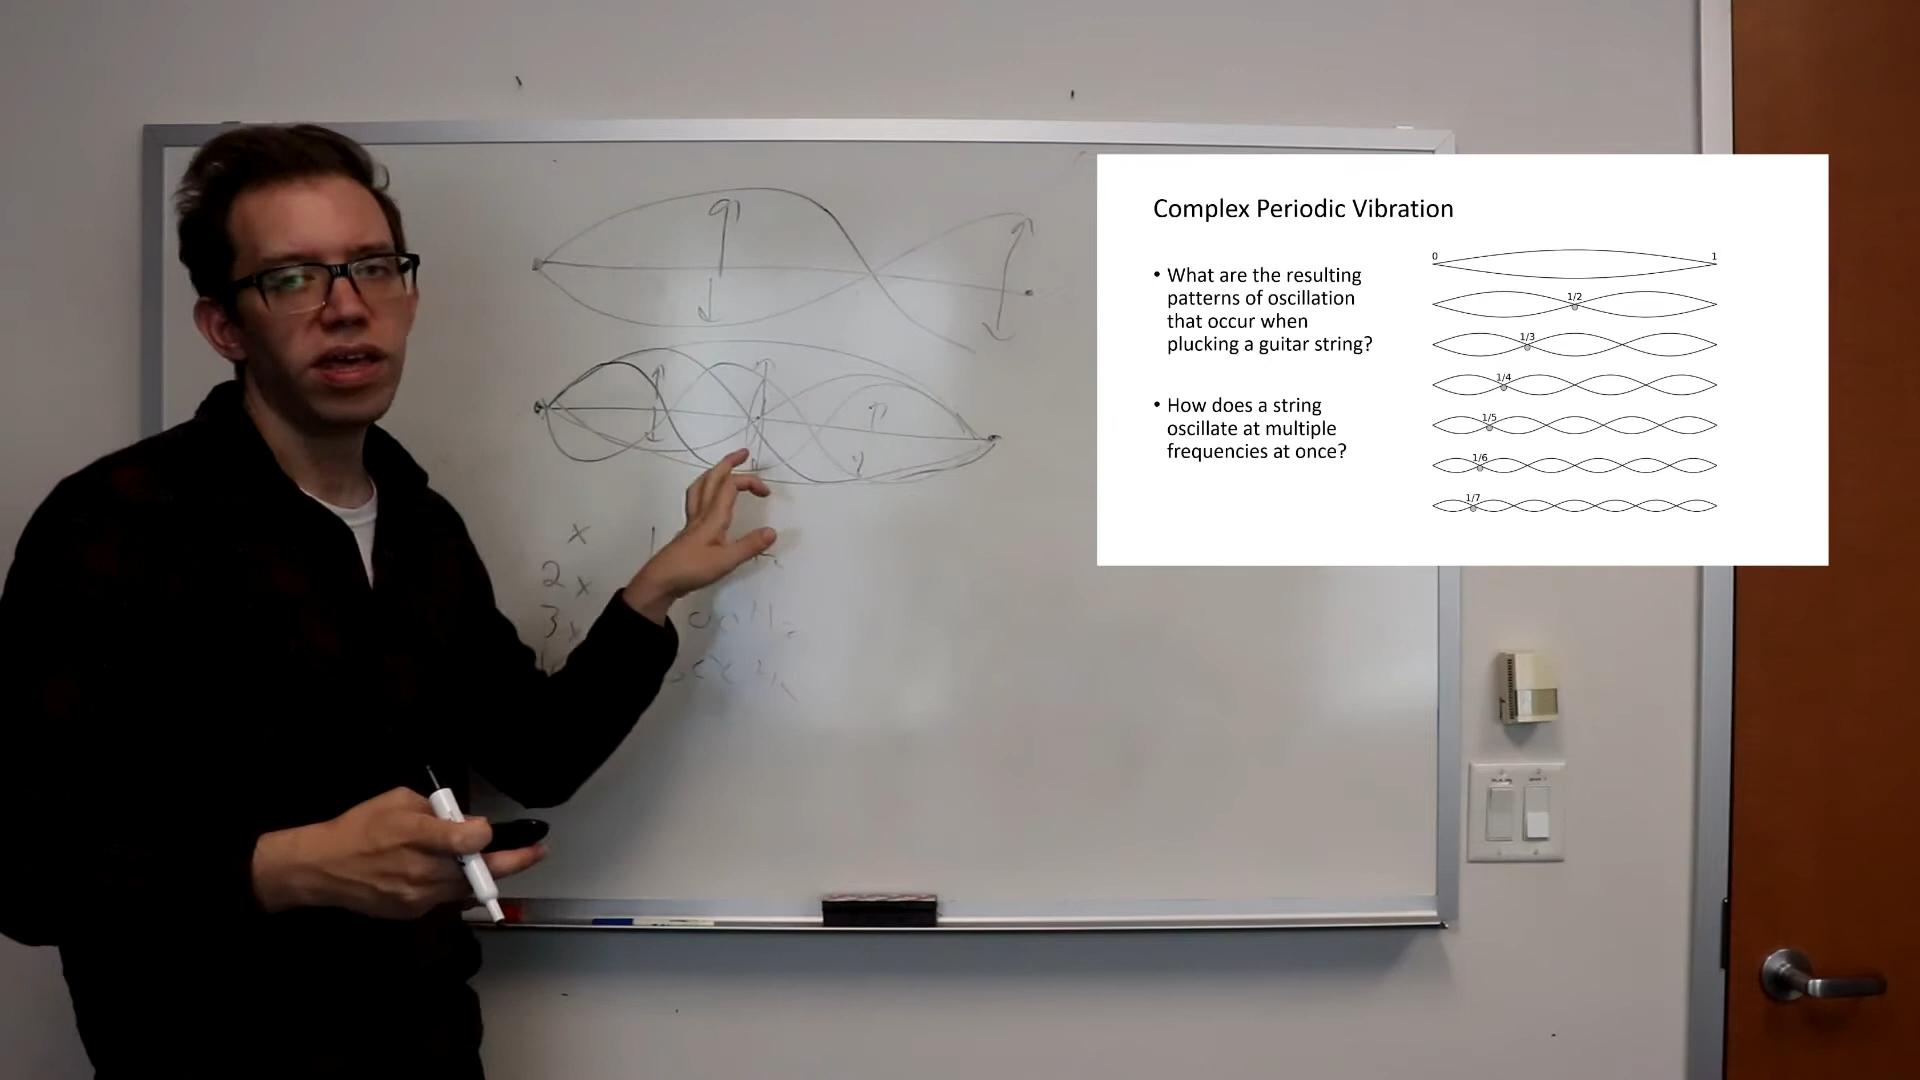 Complex Periodic Vibration
• What are the resulting
patterns of oscillation
that occur when
plucking a guitar string?
• How does a string
oscillate at multiple
frequencies at once?
0 1
1/2
1/3
1/4
1/5
1/6
1/7
x
2x
3x